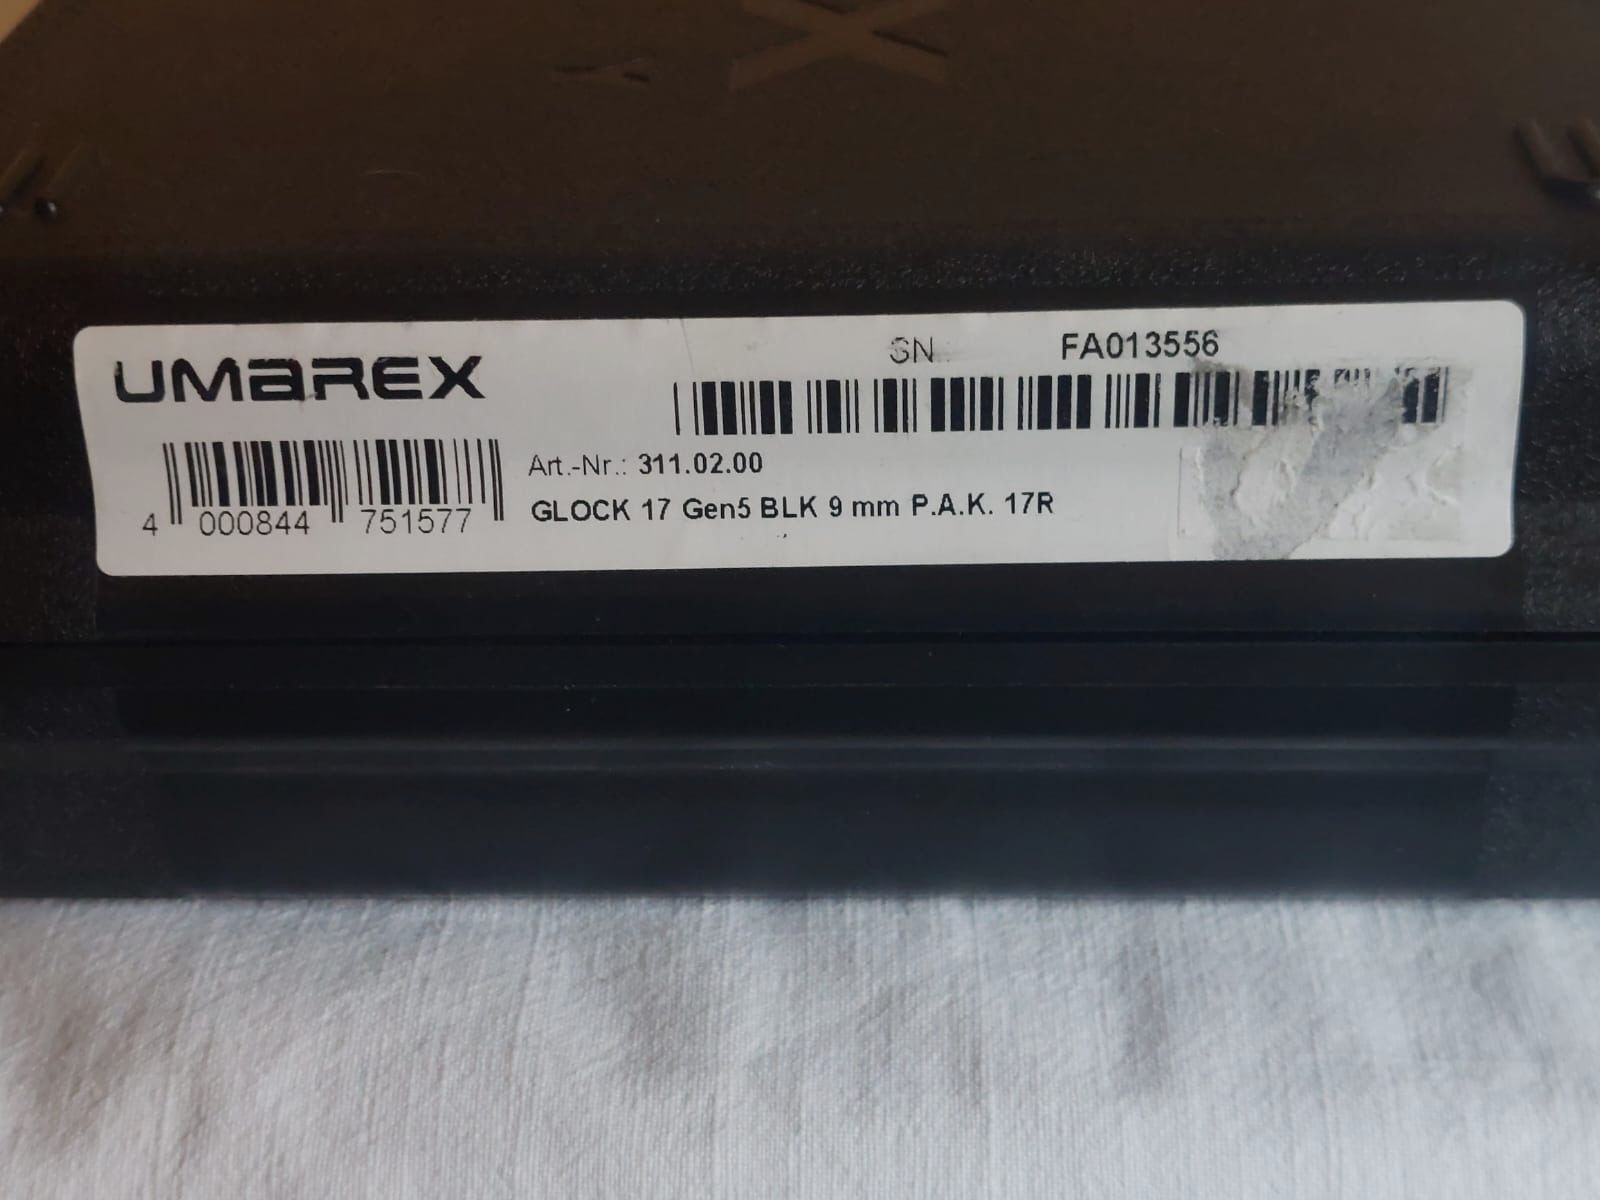 UMAREX
SN. FA013556
4 000844 751577
Art.-Nr.: 311.02.00
GLOCK 17 Gen5 BLK 9 mm P.A.K. 17R